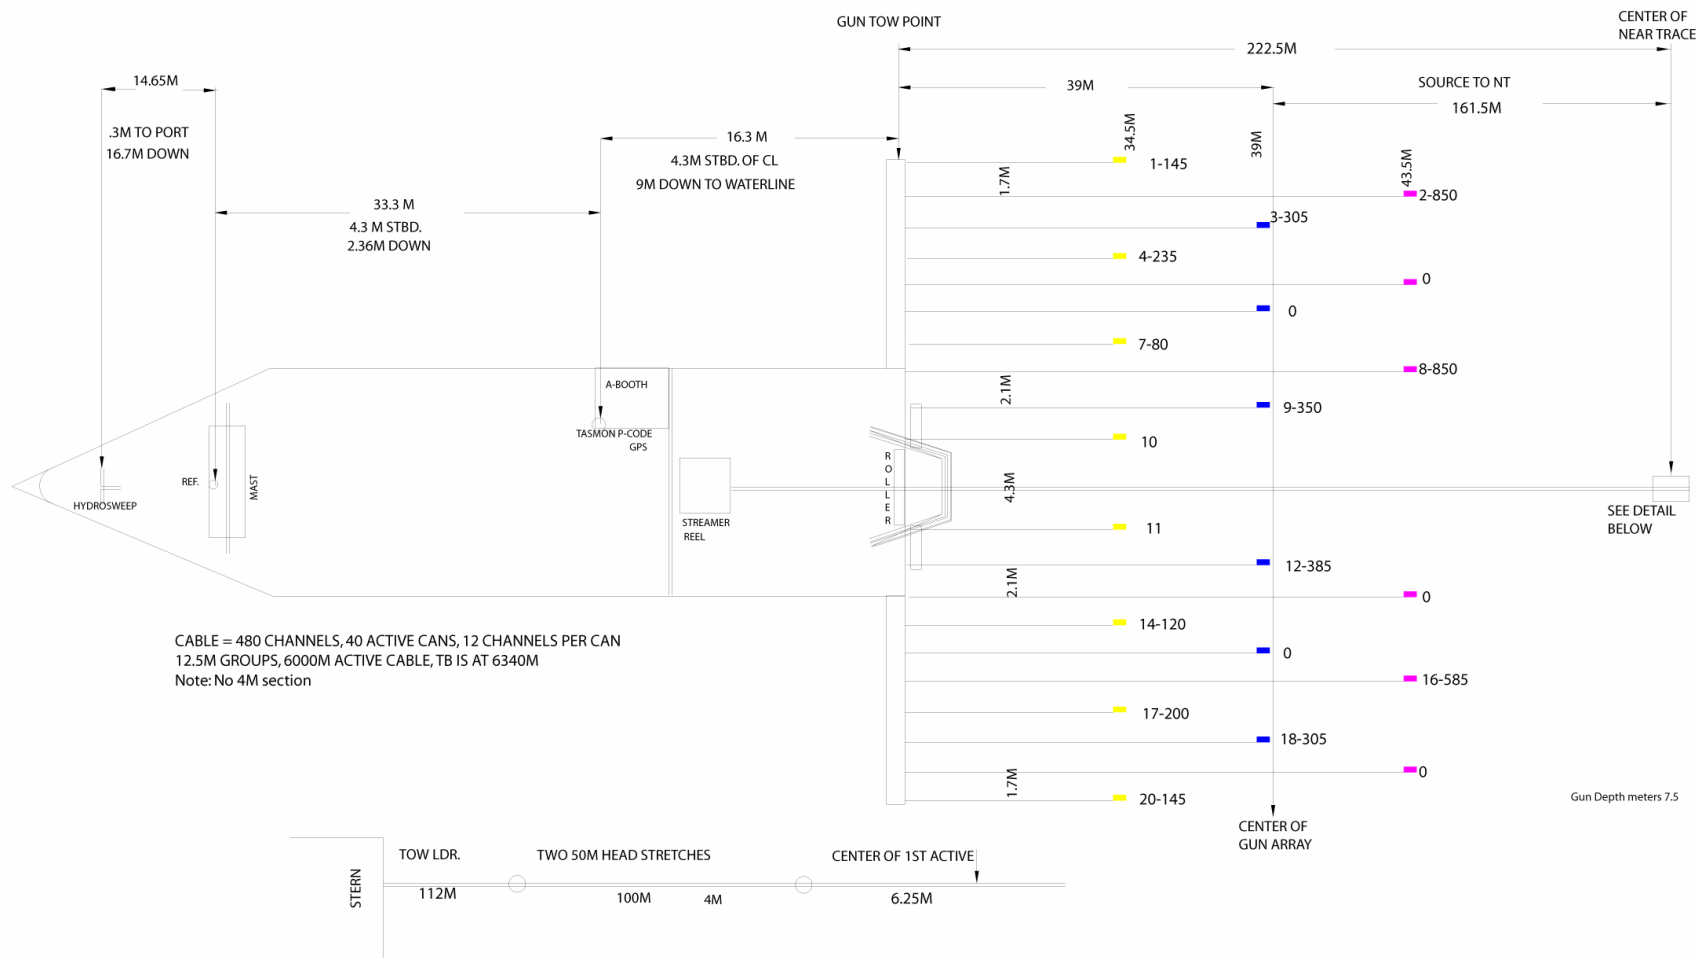 GUN TOW POINT
CENTER OF
NEAR TRACE
222.5M
14.65M
39M
SOURCE TO NT
161.5M
.3M TO PORT
16.7M DOWN
16.3 M
4.3M STBD. OF CL
9M DOWN TO WATERLINE
34.5M
39M
43.5M
1.7M
1-145
2-850
33.3 M
4.3 M STBD.
2.36M DOWN
3-305
4-235
0
0
7-80
8-850
A-BOOTH
2.1M
9-350
TASMON P-CODE
GPS
10
REF.
MAST
HYDROSWEEP
STREAMER
REEL
ROLLER
4.3M
SEE DETAIL
BELOW
11
12-385
2.1M
0
14-120
CABLE = 480 CHANNELS, 40 ACTIVE CANS, 12 CHANNELS PER CAN
12.5M GROUPS, 6000M ACTIVE CABLE, TB IS AT 6340M
Note: No 4M section
0
16-585
17-200
18-305
0
1.7M
20-145
Gun Depth meters 7.5
CENTER OF
GUN ARRAY
STERN
TOW LDR.
TWO 50M HEAD STRETCHES
CENTER OF 1ST ACTIVE
112M
100M
4M
6.25M